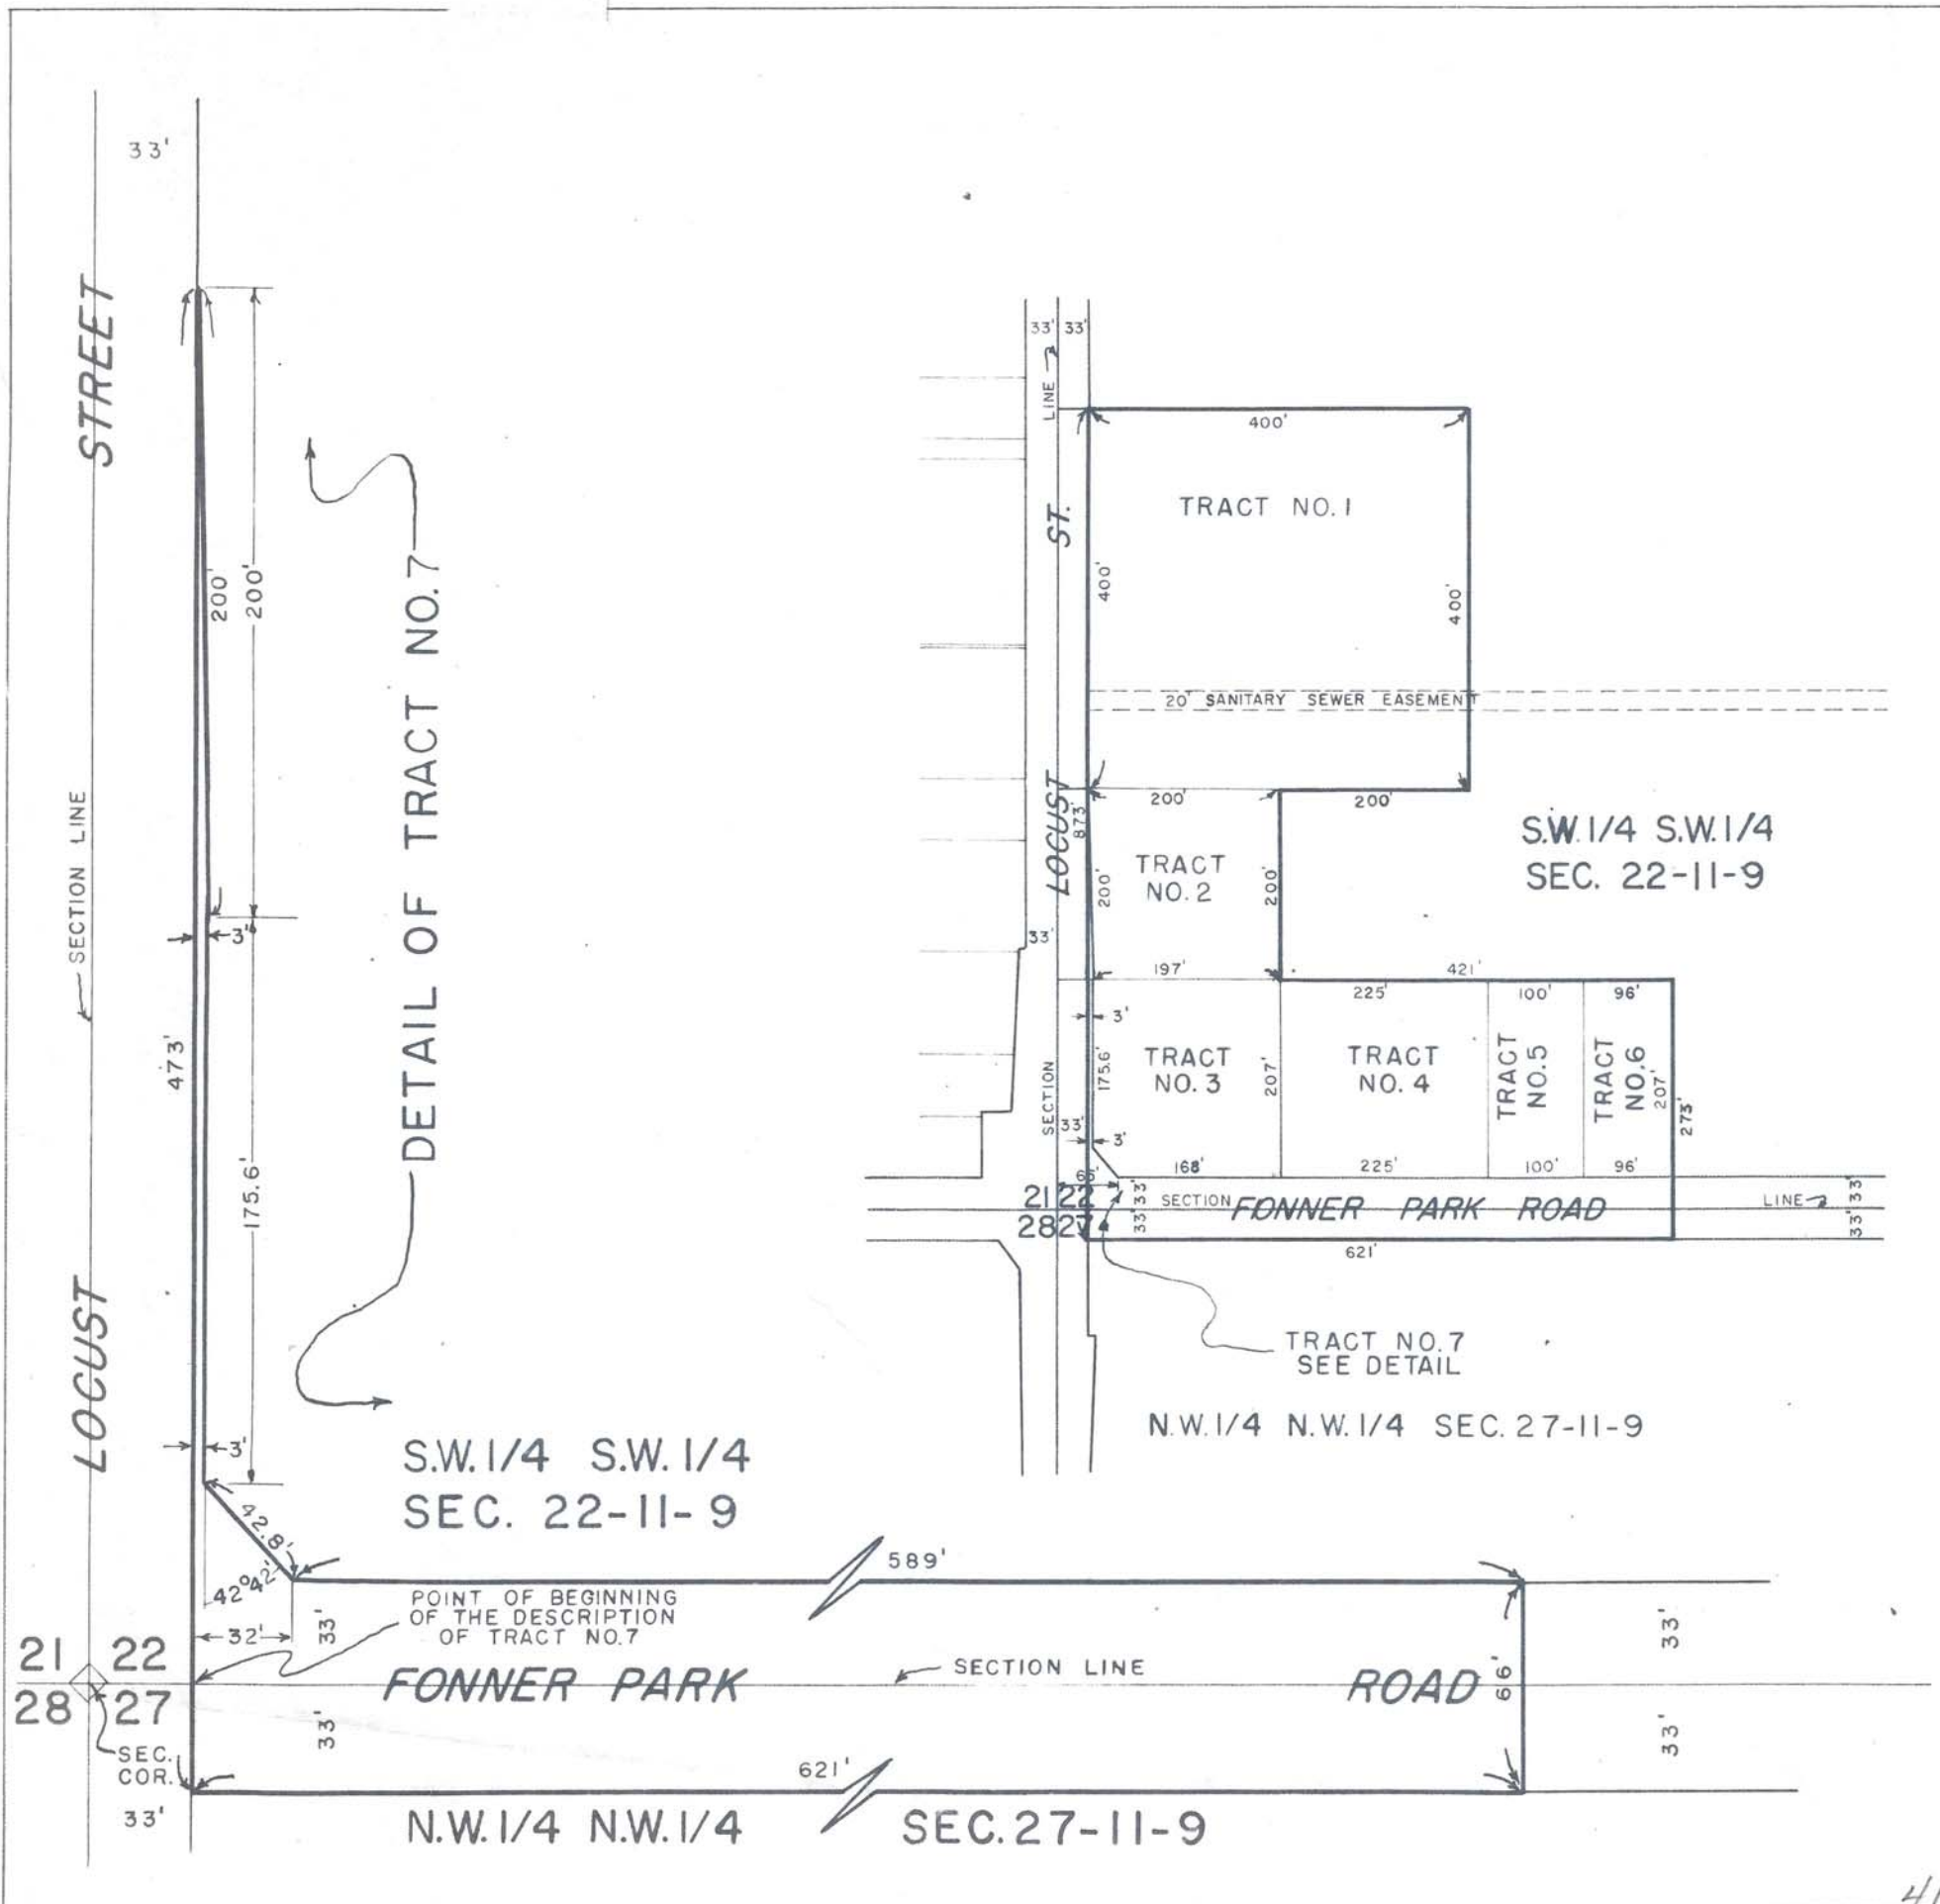 33'
STREET
200'
200'
DETAIL OF TRACT NO. 7
SECTION LINE
3'
473'
175.6'
LOCUST
3'
S.W. 1/4 S.W. 1/4
SEC. 22-11-9
42.8'
42°42'
589'
POINT OF BEGINNING
OF THE DESCRIPTION
OF TRACT NO.7
32'
33'
33'
21 22
28 27
FONNER PARK ROAD
SECTION LINE
66'
33'
33'
SEC.
COR.
621'
33'
N.W. 1/4 N.W. 1/4 SEC. 27-11-9
33' 33'
LINE
400'
TRACT NO. 1
ST.
400'
400'
20' SANITARY SEWER EASEMENT
200'
200'
LOCUST
873'
S.W. 1/4 S.W. 1/4
SEC. 22-11-9
TRACT
NO. 2
200'
200'
33'
197'
421'
225'
100'
96'
3'
TRACT
NO. 3
TRACT
NO. 4
TRACT
NO. 5
TRACT
NO. 6
175.6'
207'
207'
273'
SECTION
33'
3'
168'
225'
100'
96'
21 22
28 27
33' 33'
SECTION
FONNER PARK ROAD
LINE
33' 33'
621'
TRACT NO. 7
SEE DETAIL
N.W. 1/4 N.W. 1/4 SEC. 27-11-9